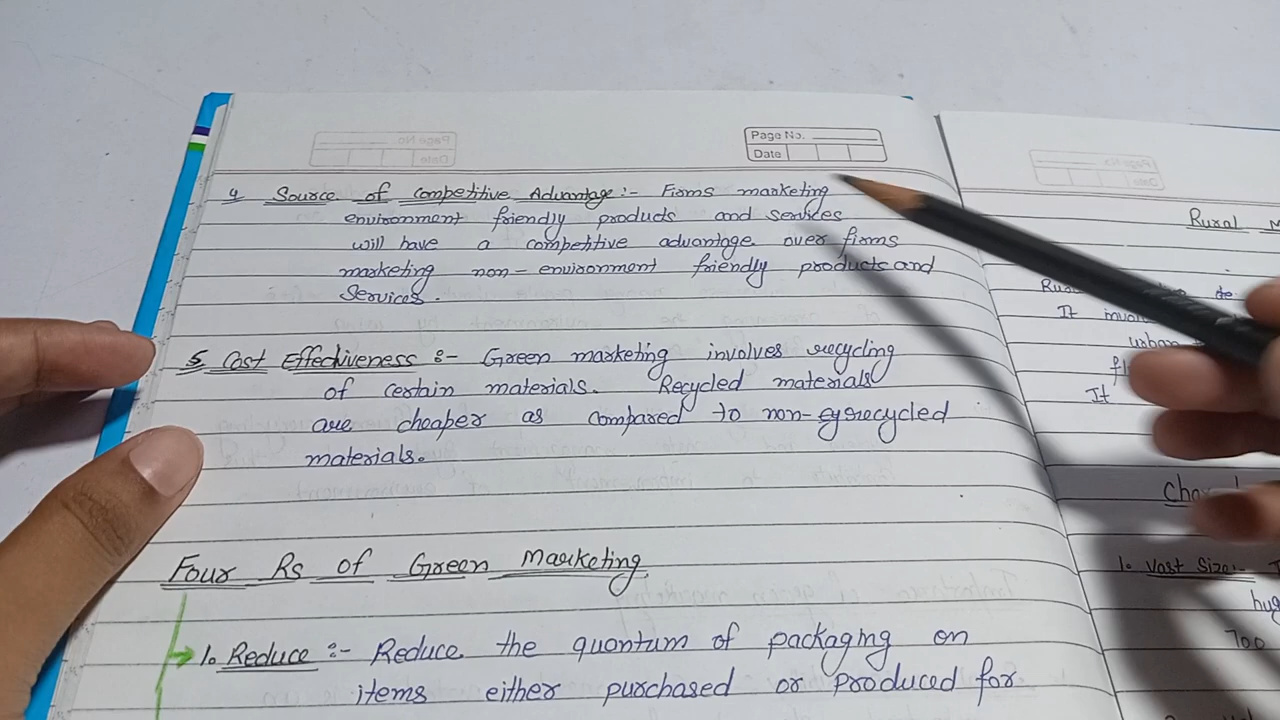 Page No.
Date
4 Source of Competitive Advantage :- Firms marketing
environment friendly products and services
will have a competitive advantage over firms
marketing non-environment friendly products and
Services.
5 Cost Effectiveness :- Green marketing involves recycling
of certain materials. Recycled materials
are cheaper as compared to non-recycled
materials.
Four Rs of Green Marketing
1. Reduce :- Reduce the quantum of packaging on
items either purchased or produced for
Rural
It
urban
It
1. Vast Size:-
700